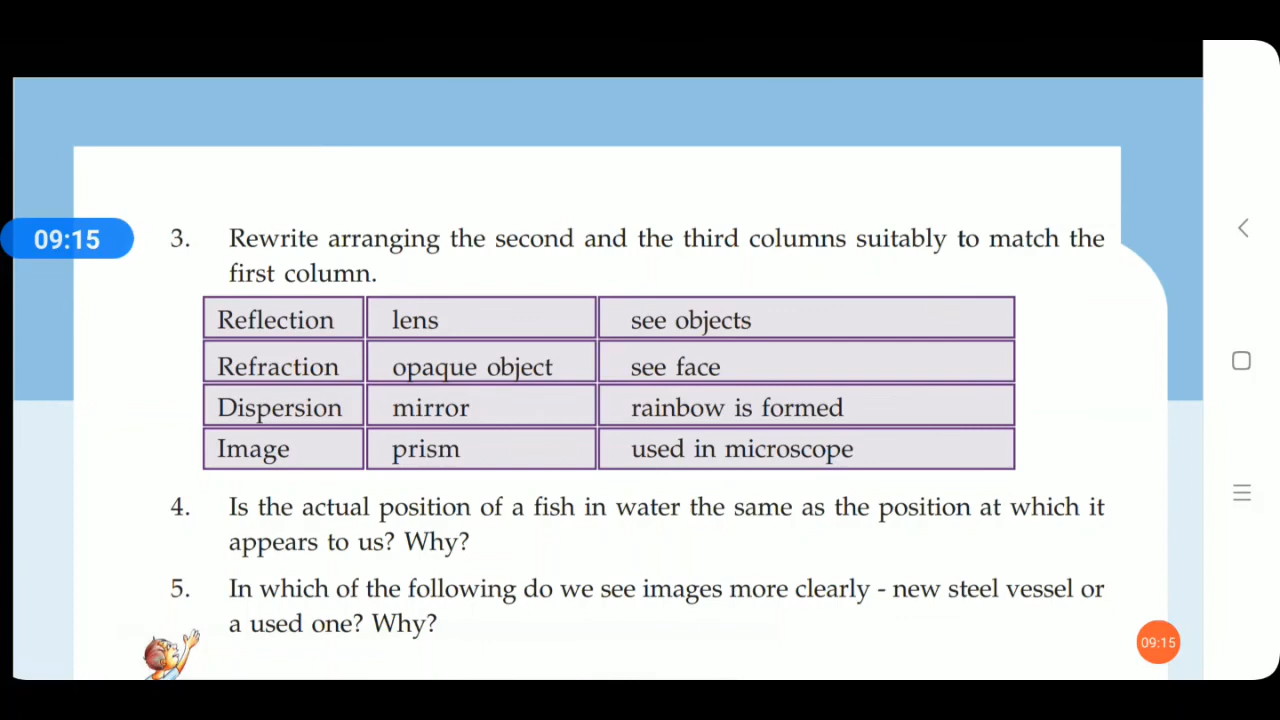 09:15
3. Rewrite arranging the second and the third columns suitably to match the
first column.
Reflection lens see objects
Refraction opaque object see face
Dispersion mirror rainbow is formed
Image prism used in microscope
4. Is the actual position of a fish in water the same as the position at which it
appears to us? Why?
5. In which of the following do we see images more clearly - new steel vessel or
a used one? Why?
09:15